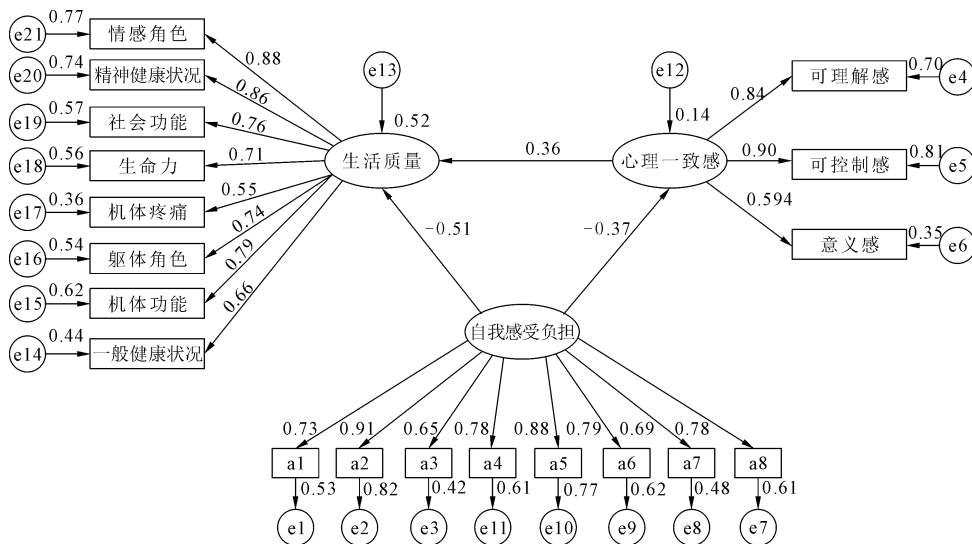 e21 0.77 情感角色
0.88
e20 0.74 精神健康状况
0.86
e19 0.57 社会功能
0.76
e18 0.56 生命力
0.71
e17 0.36 机体疼痛
0.55
e16 0.54 躯体角色
0.74
e15 0.62 机体功能
0.79
e14 0.44 一般健康状况
0.66
e13
0.52
生活质量
0.36
e12
0.14
心理一致感
0.84
可理解感 0.70 e4
0.90
可控制感 0.81 e5
0.594
意义感 0.35 e6
-0.51
-0.37
自我感受负担
0.73 0.91 0.65 0.78 0.88 0.79 0.69 0.78
a1 a2 a3 a4 a5 a6 a7 a8
0.53 0.82 0.42 0.61 0.77 0.62 0.48 0.61
e1 e2 e3 e11 e10 e9 e8 e7